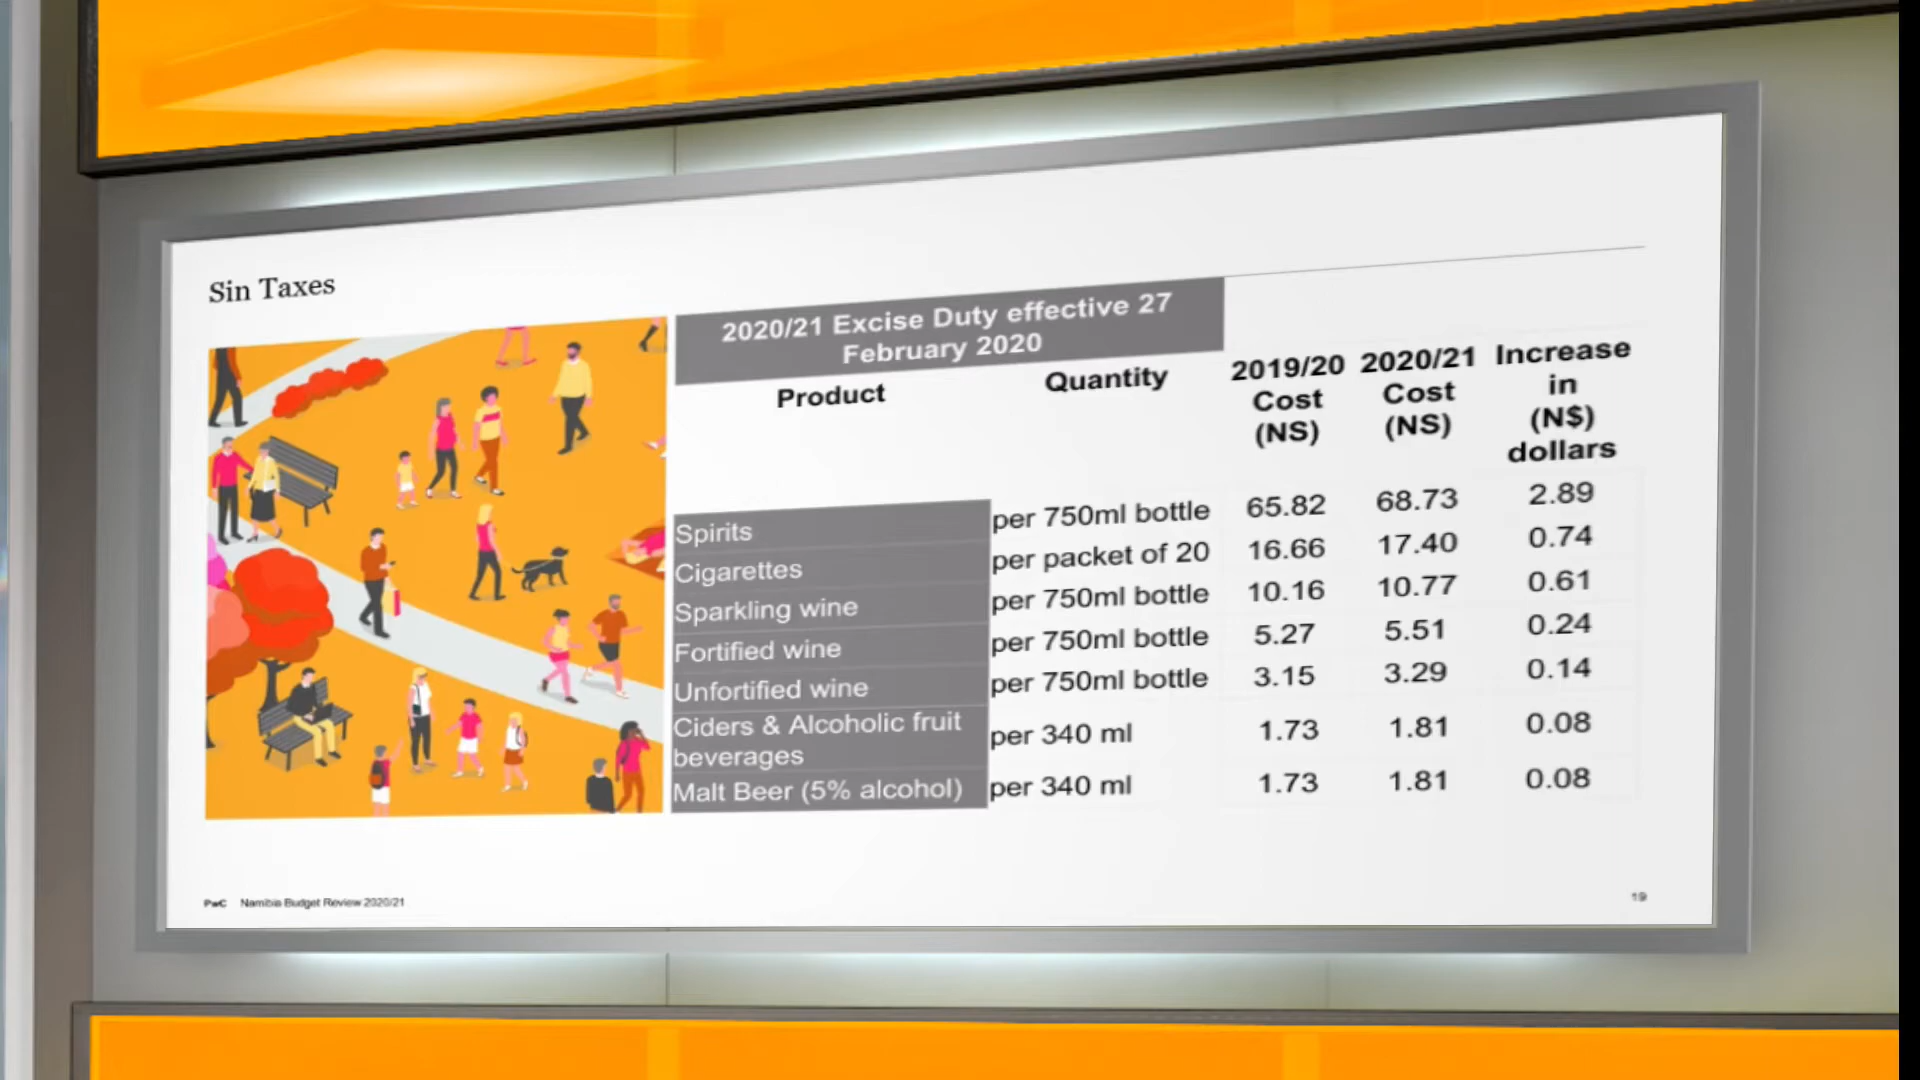 Sin Taxes
2020/21 Excise Duty effective 27
February 2020
Product
Quantity
2019/20
Cost
(NS)
2020/21
Cost
(NS)
Increase
in
(N$)
dollars
Spirits per 750ml bottle 65.82 68.73 2.89
Cigarettes per packet of 20 16.66 17.40 0.74
Sparkling wine per 750ml bottle 10.16 10.77 0.61
Fortified wine per 750ml bottle 5.27 5.51 0.24
Unfortified wine per 750ml bottle 3.15 3.29 0.14
Ciders & Alcoholic fruit
beverages per 340 ml 1.73 1.81 0.08
Malt Beer (5% alcohol) per 340 ml 1.73 1.81 0.08
PwC Namibia Budget Review 2020/21
19